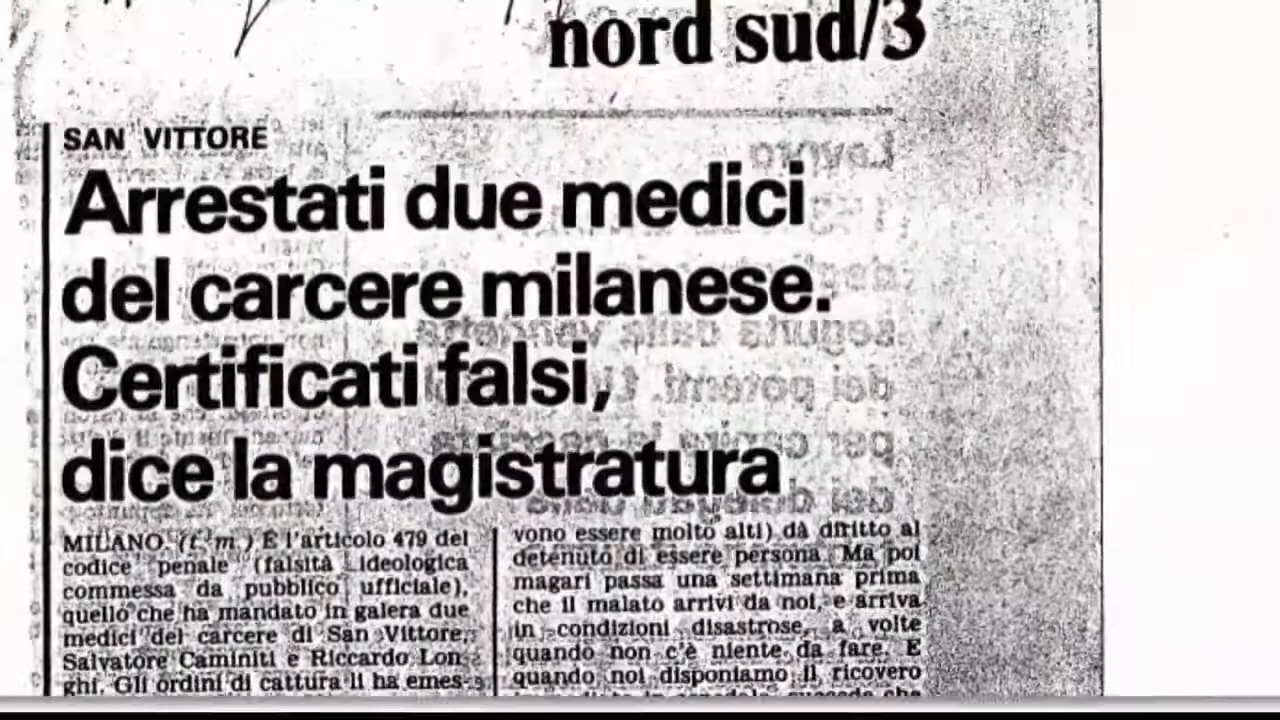 nord sud/3
SAN VITTORE
Arrestati due medici
del carcere milanese.
Certificati falsi,
dice la magistratura
MILANO (t.m.) È l'articolo 479 del
codice penale (falsità ideologica
commessa da pubblico ufficiale),
quello che ha mandato in galera due
medici del carcere di San Vittore,
Salvatore Caminiti e Riccardo Lon-
ghi. Gli ordini di cattura li ha emes-
vono essere molto alti) dà diritto al
detenuto di essere persona. Ma poi
magari passa una settimana prima
che il malato arrivi da noi, e arriva
in condizioni disastrose, a volte
quando non c'è niente da fare. E
quando noi disponiamo il ricovero